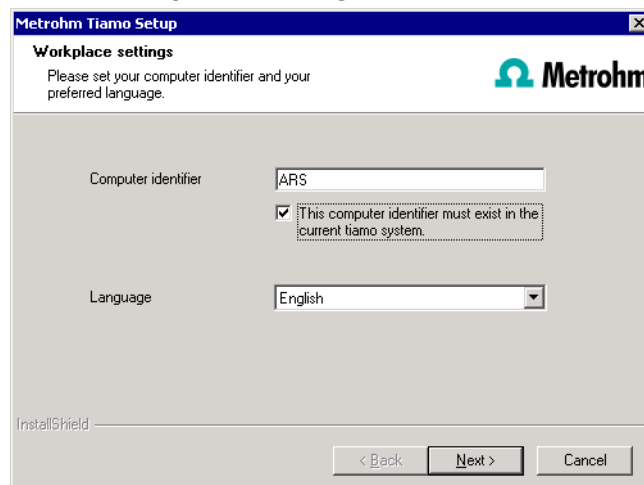 Metrohm Tiamo Setup
Workplace settings
Please set your computer identifier and your
preferred language.
Metrohm
Computer identifier
ARS
This computer identifier must exist in the
current tiamo system.
Language
English
InstallShield
< Back
Next >
Cancel